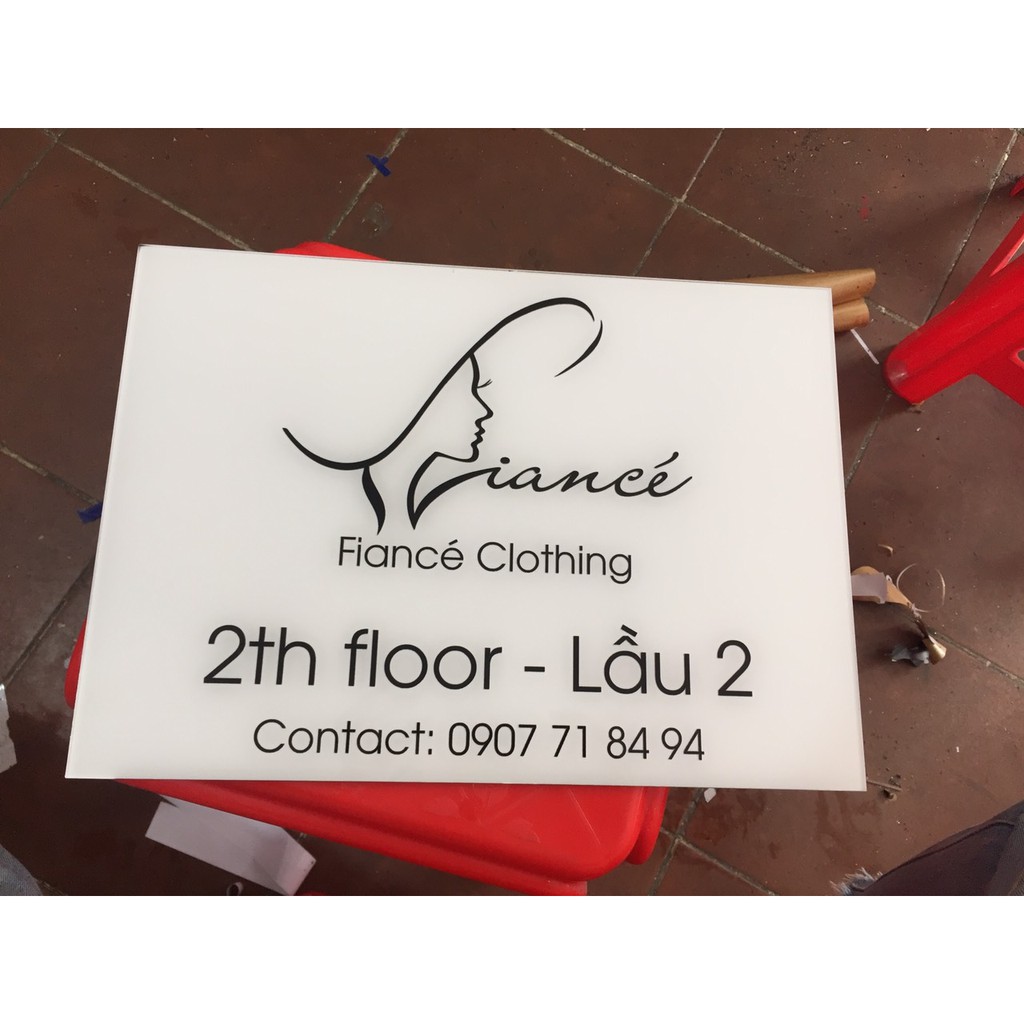 Fiancé
Fiancé Clothing
2th floor - Lầu 2
Contact: 0907 71 84 94